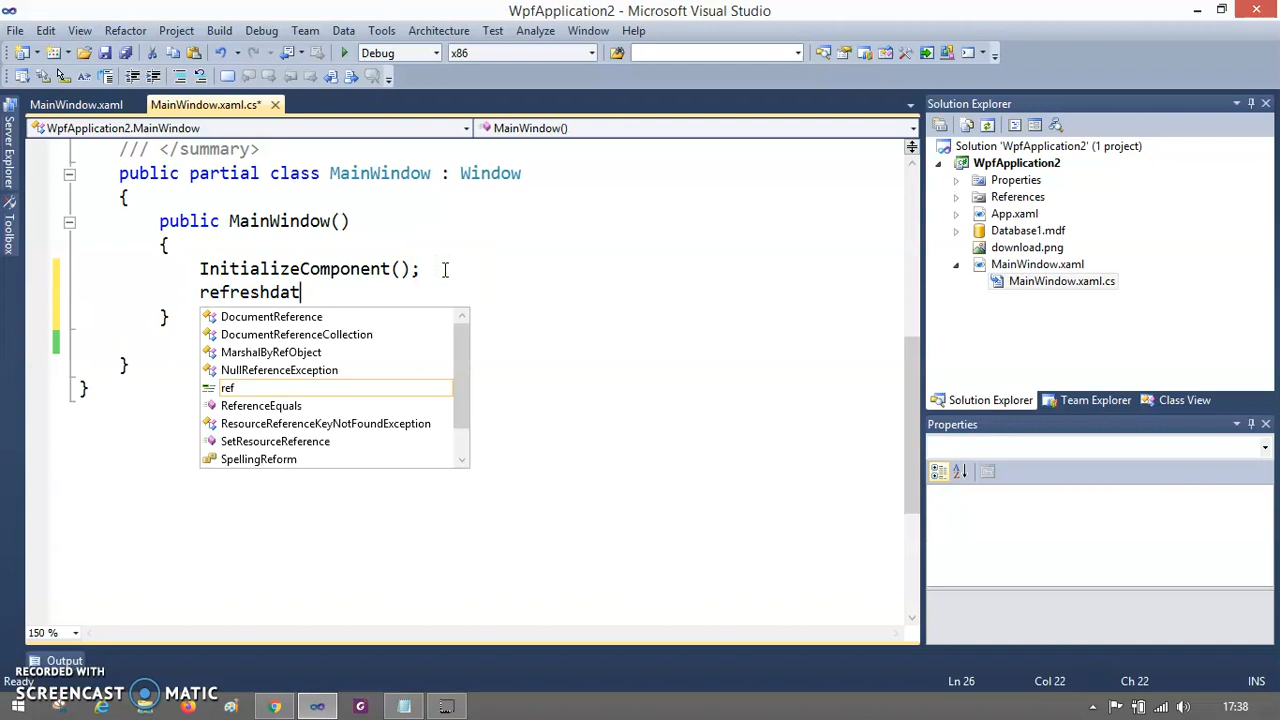 WpfApplication2 - Microsoft Visual Studio
File Edit View Refactor Project Build Debug Team Data Tools Architecture Test Analyze Window Help
Debug x86
MainWindow.xaml MainWindow.xaml.cs*
WpfApplication2.MainWindow MainWindow()
Server Explorer
Toolbox
/// </summary>
public partial class MainWindow : Window
{
public MainWindow()
{
InitializeComponent();
refreshdat
}
}
}
DocumentReference
DocumentReferenceCollection
MarshalByRefObject
NullReferenceException
ref
ReferenceEquals
ResourceReferenceKeyNotFoundException
SetResourceReference
SpellingReform
150 %
Solution Explorer
Solution 'WpfApplication2' (1 project)
WpfApplication2
Properties
References
App.xaml
Database1.mdf
download.png
MainWindow.xaml
MainWindow.xaml.cs
Solution Explorer Team Explorer Class View
Properties
Output
Ready
Ln 26 Col 22 Ch 22 INS
RECORDED WITH
SCREENCAST MATIC
17:38